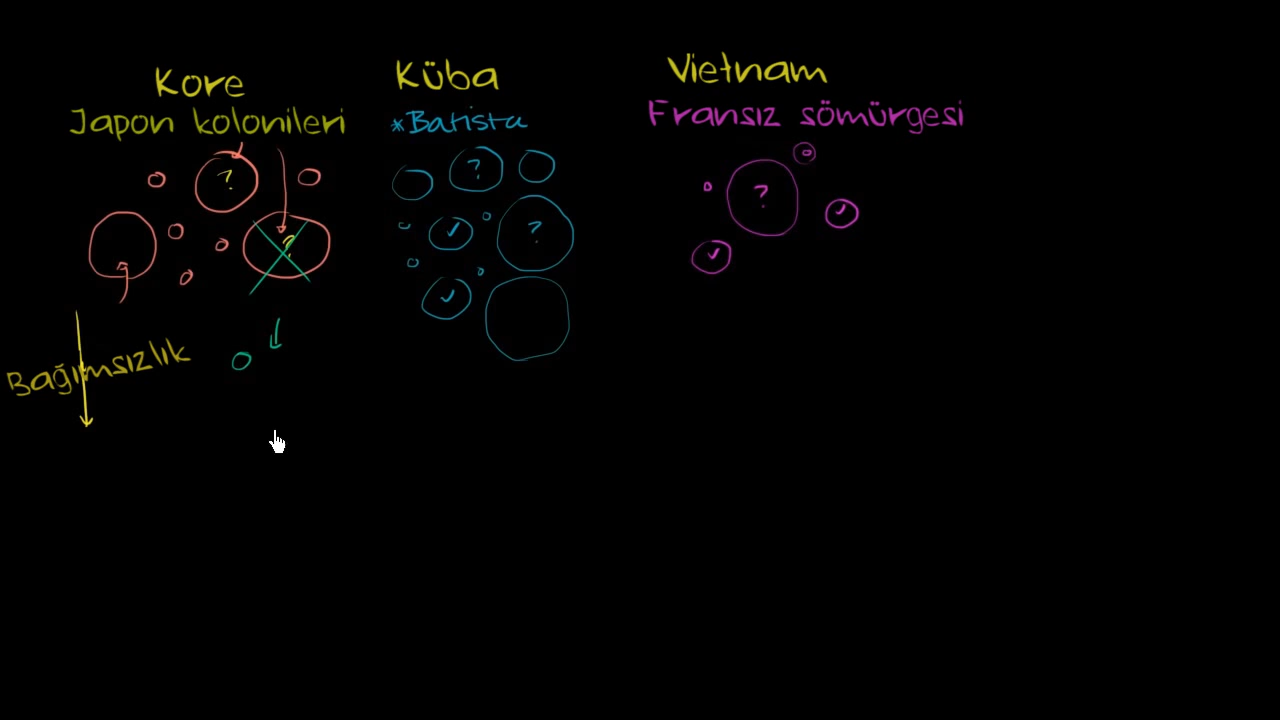 Kore
Japon kolonileri
?
?
Bağımsızlık
Küba
*Batista
?
?
Vietnam
Fransız sömürgesi
?